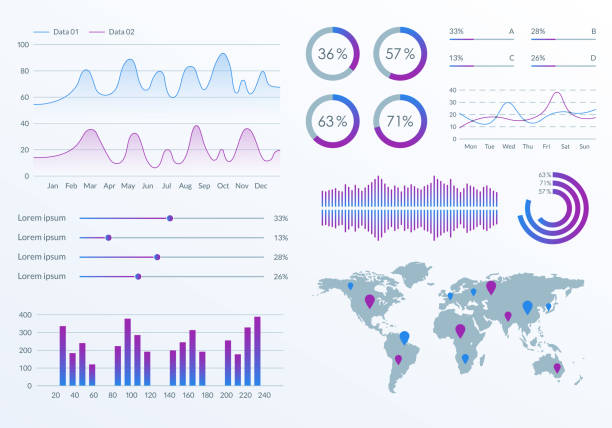 Data 01 Data 02
100
80
60
40
20
0
Jan Feb Mar Apr May Jun Jul Aug Sep Oct Nov Dec
36 % 57 %
63 % 71%
33% A 28% B
13% C 26% D
40
30
20
10
0
Mon Tue Wed Thu Fri Sat Sun
Lorem ipsum 33%
Lorem ipsum 13%
Lorem ipsum 28%
Lorem ipsum 26%
63 %
71%
57 %
400
300
200
100
0
20 40 60 80 100 120 140 160 180 200 220 240